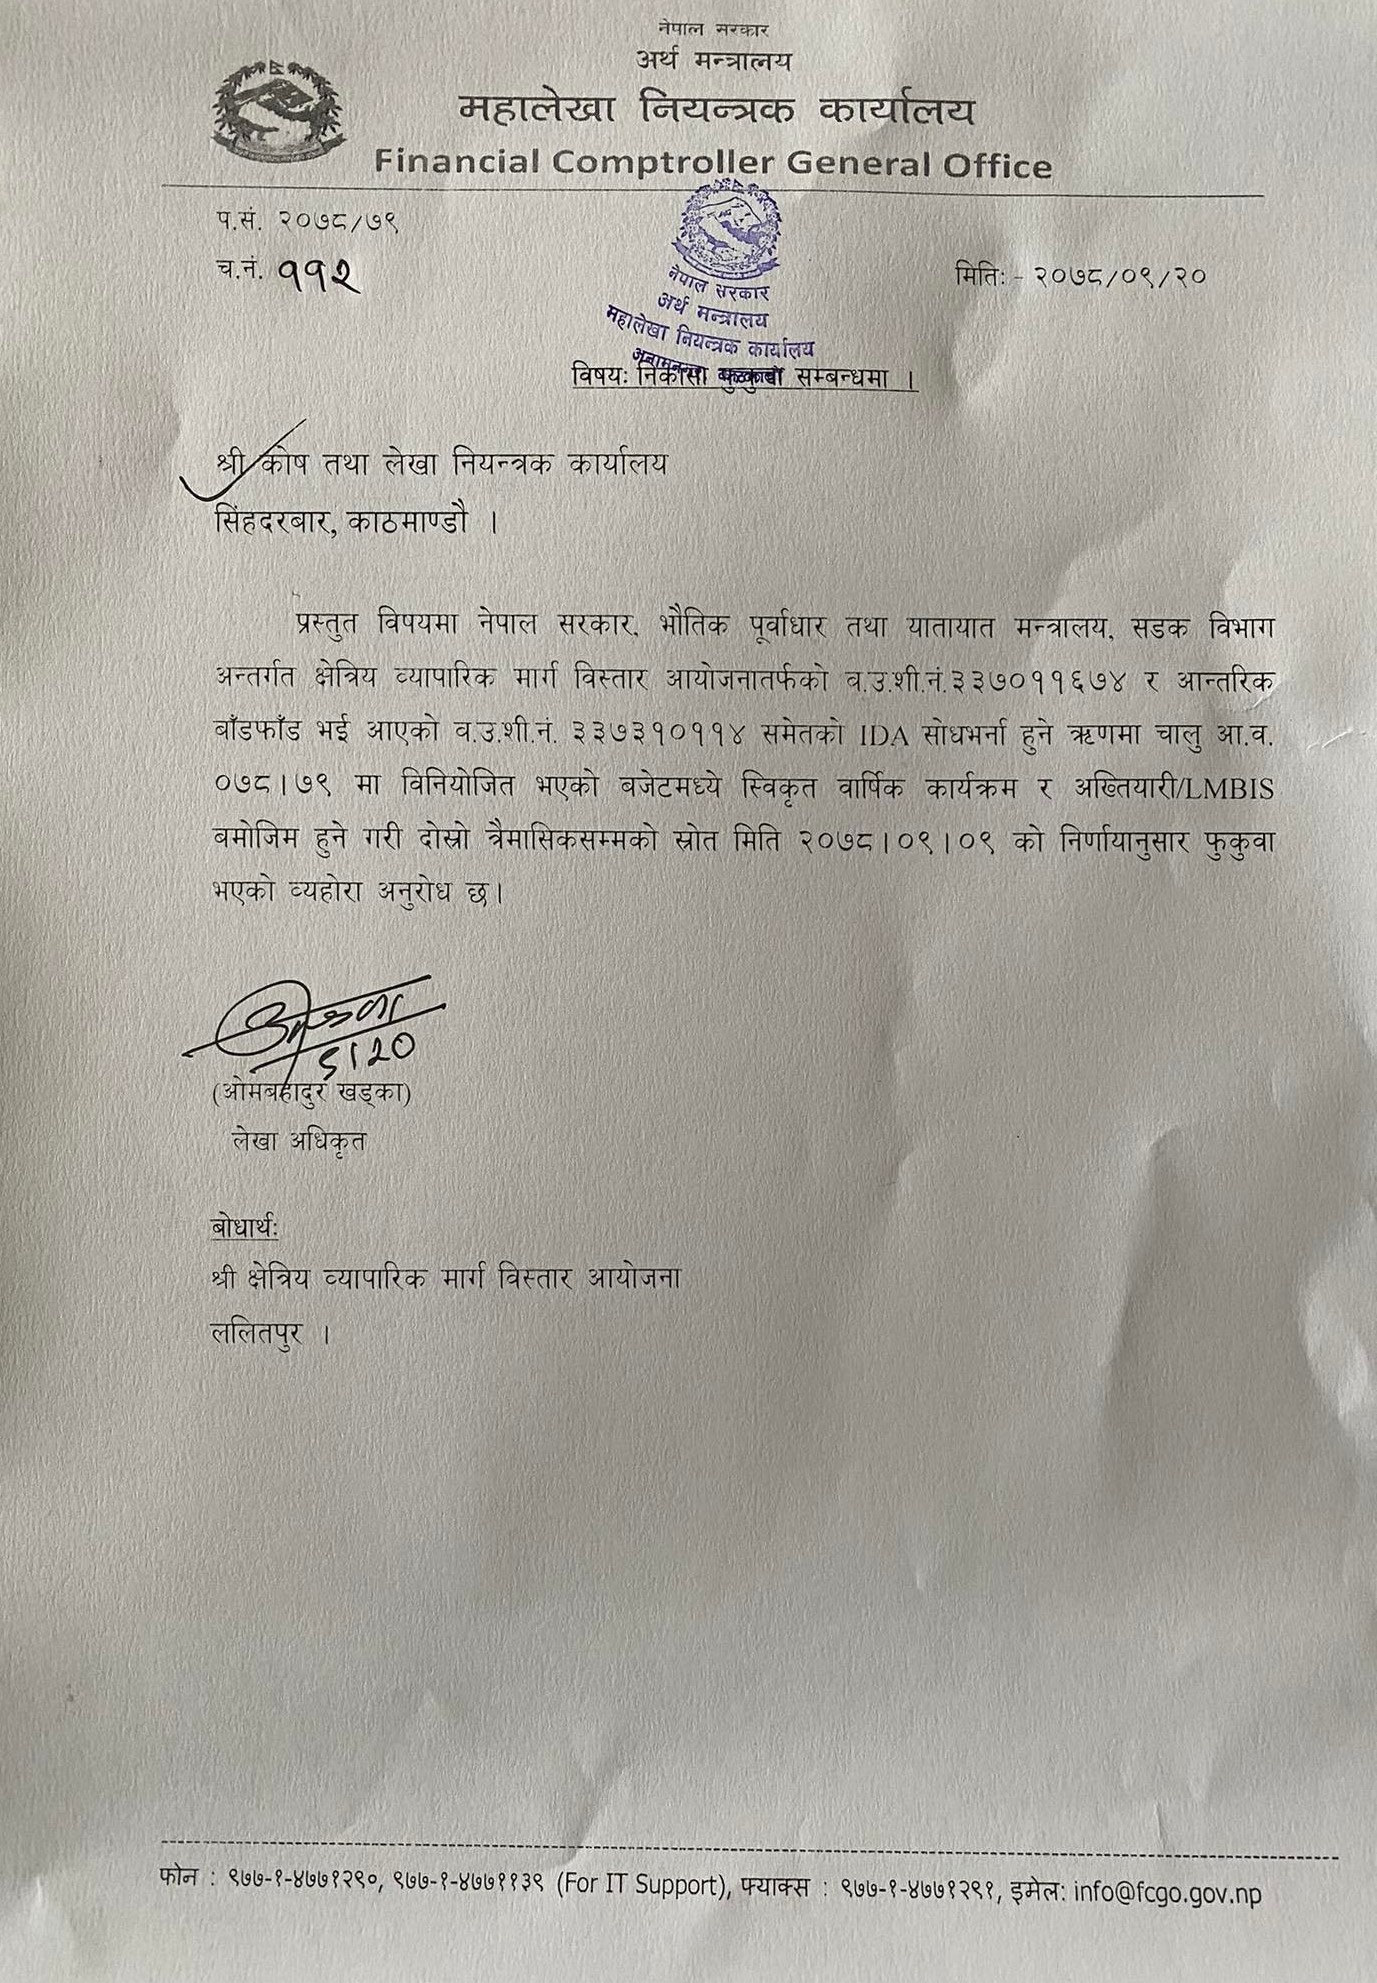 नेपाल सरकार
अर्थ मन्त्रालय
महालेखा नियन्त्रक कार्यालय
Financial Comptroller General Office
प.सं. २०७८/७९
च.नं. ११२
मितिः - २०७८/०९/२०
नेपाल सरकार
अर्थ मन्त्रालय
महालेखा नियन्त्रक कार्यालय
विषयः निकासा फुकुवा सम्बन्धमा ।
श्री कोष तथा लेखा नियन्त्रक कार्यालय
सिंहदरबार, काठमाण्डौ ।
प्रस्तुत विषयमा नेपाल सरकार, भौतिक पूर्वाधार तथा यातायात मन्त्रालय, सडक विभाग
अन्तर्गत क्षेत्रिय व्यापारिक मार्ग विस्तार आयोजनातर्फको व.उ.शी.नं.३३७०११६७४ र आन्तरिक
बाँडफाँड भई आएको व.उ.शी.नं. ३३७३१०११४ समेतको IDA सोधभर्ना हुने ऋणमा चालु आ.व.
०७८।७९ मा विनियोजित भएको बजेटमध्ये स्विकृत वार्षिक कार्यक्रम र अख्तियारी/LMBIS
बमोजिम हुने गरी दोस्रो त्रैमासिकसम्मको स्रोत मिति २०७८।०९।०९ को निर्णयानुसार फुकुवा
भएको व्यहोरा अनुरोध छ।
९।२०
(ओमबहादुर खड्का)
लेखा अधिकृत
बोधार्थः
श्री क्षेत्रिय व्यापारिक मार्ग विस्तार आयोजना
ललितपुर ।
फोन : ९७७-१-४७७१२९०, ९७७-१-४७७११३९ (For IT Support), फ्याक्स : ९७७-१-४७७१२९१, इमेल: info@fcgo.gov.np